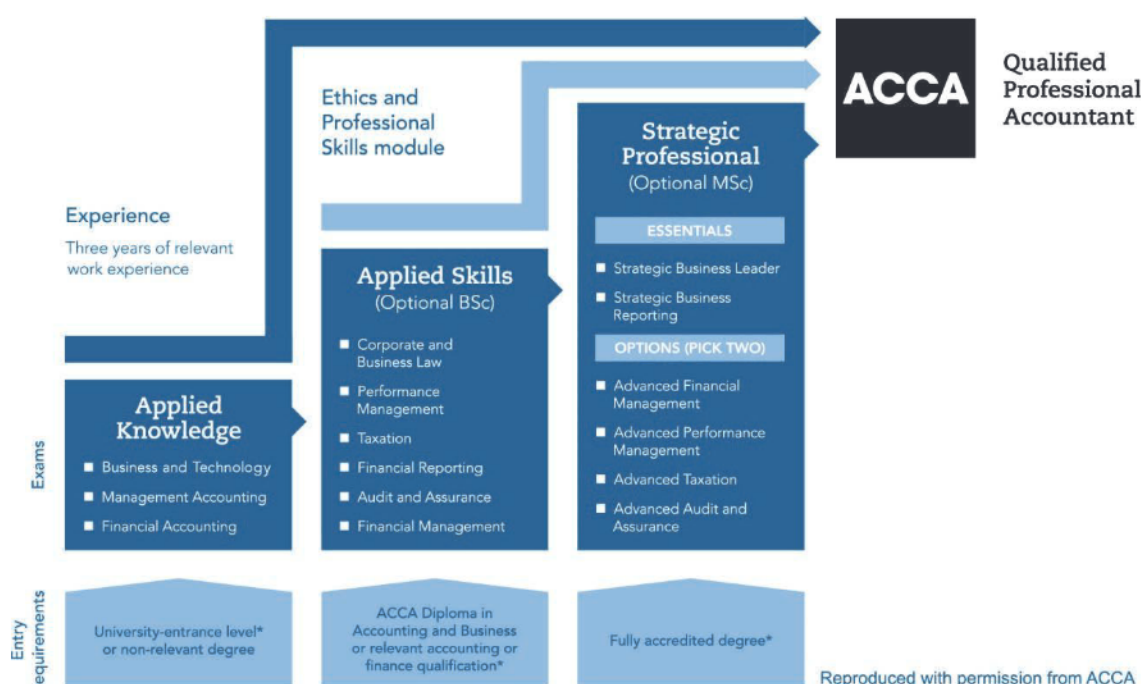 ACCA
Qualified
Professional
Accountant
Ethics and
Professional
Skills module
Experience
Three years of relevant
work experience
Exams
Applied
Knowledge
Business and Technology
Management Accounting
Financial Accounting
Applied Skills
(Optional BSc)
Corporate and
Business Law
Performance
Management
Taxation
Financial Reporting
Audit and Assurance
Financial Management
Strategic
Professional
(Optional MSc)
ESSENTIALS
Strategic Business Leader
Strategic Business
Reporting
OPTIONS (PICK TWO)
Advanced Financial
Management
Advanced Performance
Management
Advanced Taxation
Advanced Audit and
Assurance
Entry
equirements
University-entrance level*
or non-relevant degree
ACCA Diploma in
Accounting and Business
or relevant accounting or
finance qualification*
Fully accredited degree*
Reproduced with permission from ACCA